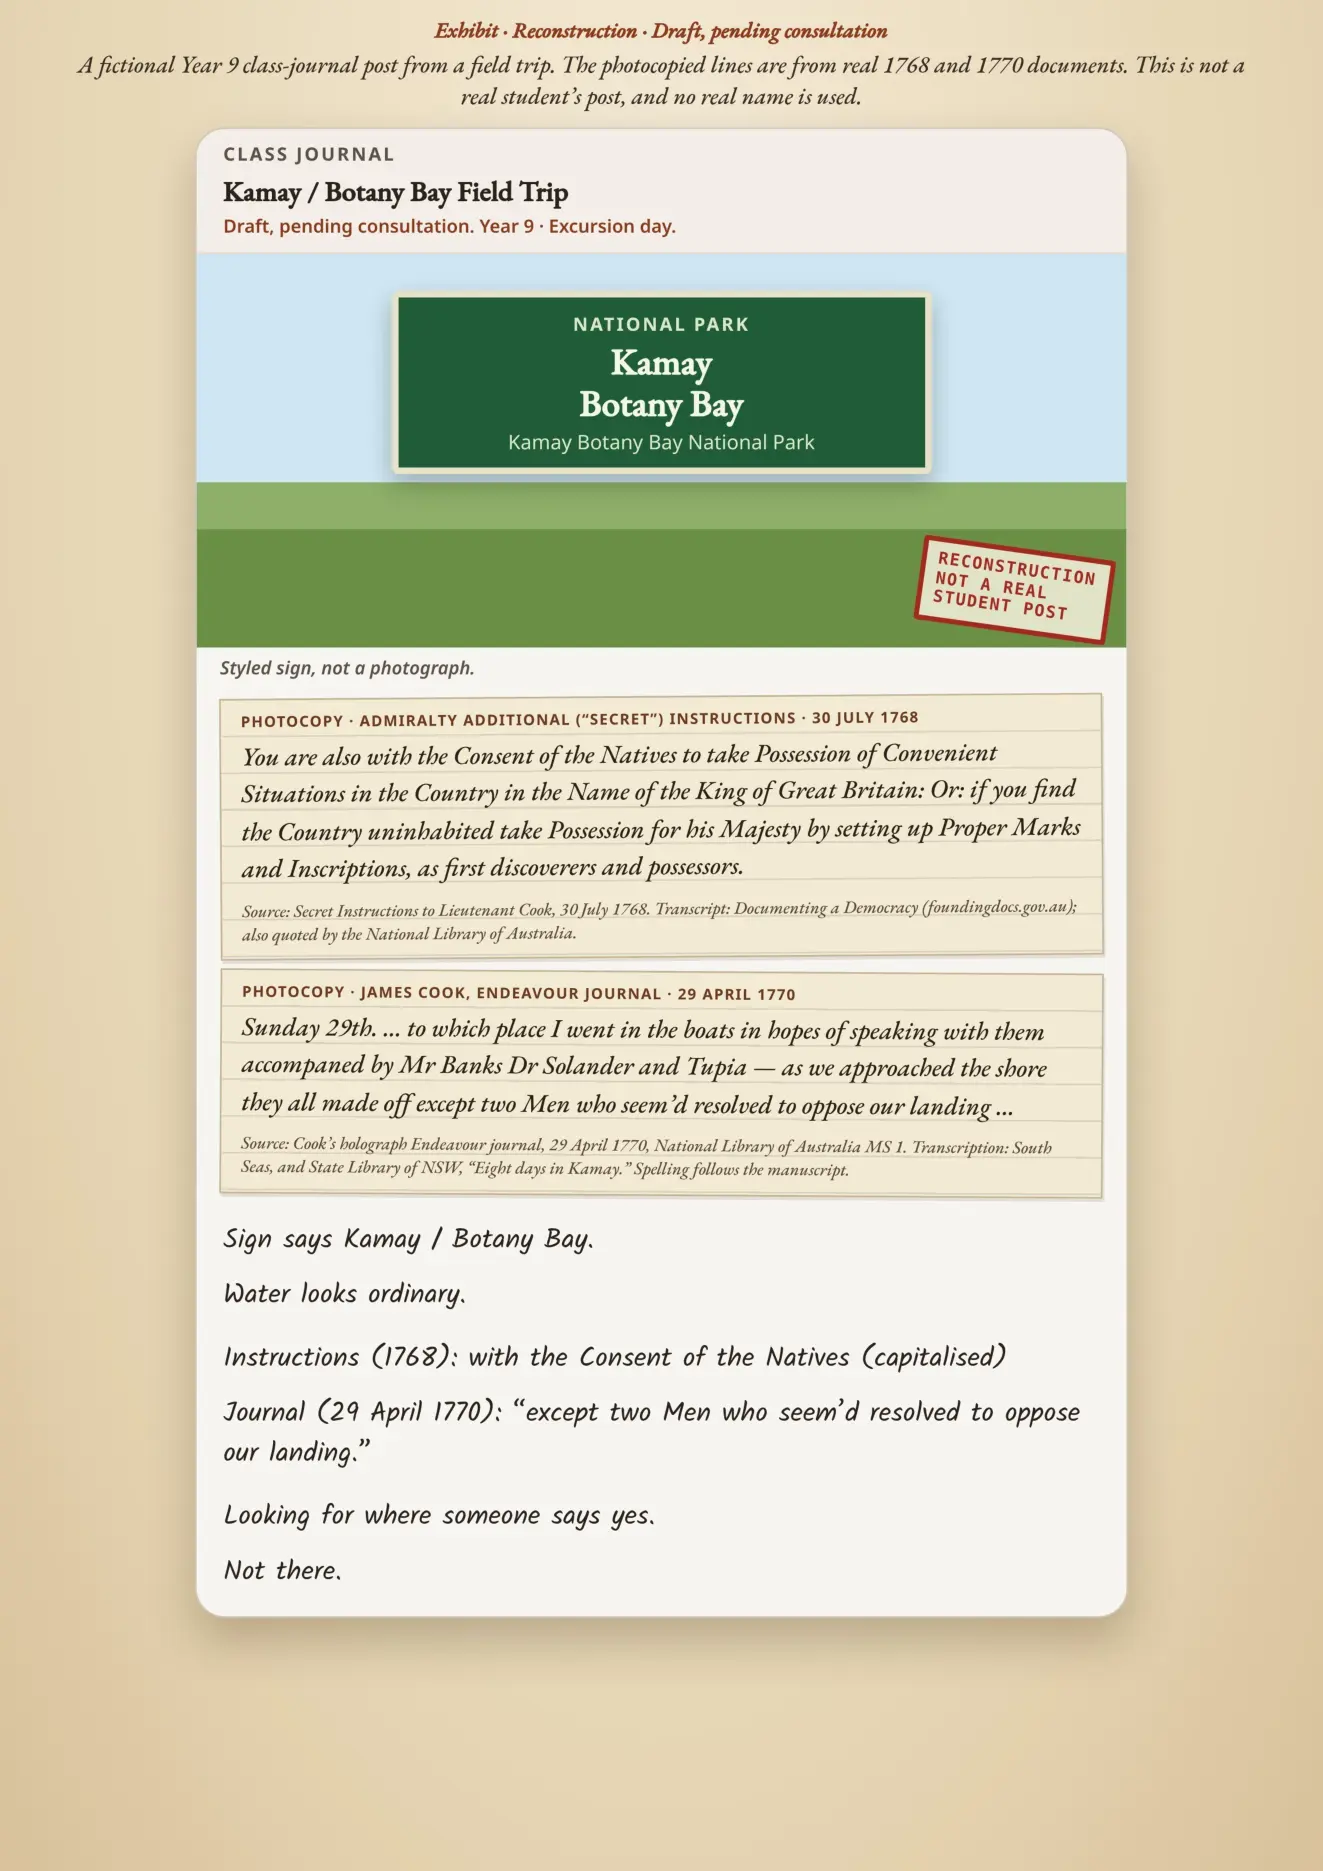 Exhibit · Reconstruction · Draft, pending consultation
A fictional Year 9 class-journal post from a field trip. The photocopied lines are from real 1768 and 1770 documents. This is not a
real student’s post, and no real name is used.
CLASS JOURNAL
Kamay / Botany Bay Field Trip
Draft, pending consultation. Year 9 · Excursion day.
NATIONAL PARK
Kamay
Botany Bay
Kamay Botany Bay National Park
RECONSTRUCTION
NOT A REAL
STUDENT POST
Styled sign, not a photograph.
PHOTOCOPY · ADMIRALTY ADDITIONAL (“SECRET”) INSTRUCTIONS · 30 JULY 1768
You are also with the Consent of the Natives to take Possession of Convenient
Situations in the Country in the Name of the King of Great Britain: Or: if you find
the Country uninhabited take Possession for his Majesty by setting up Proper Marks
and Inscriptions, as first discoverers and possessors.
Source: Secret Instructions to Lieutenant Cook, 30 July 1768. Transcript: Documenting a Democracy (foundingdocs.gov.au);
also quoted by the National Library of Australia.
PHOTOCOPY · JAMES COOK, ENDEAVOUR JOURNAL · 29 APRIL 1770
Sunday 29th. … to which place I went in the boats in hopes of speaking with them
accompaned by Mr Banks Dr Solander and Tupia — as we approached the shore
they all made off except two Men who seem’d resolved to oppose our landing …
Source: Cook’s holograph Endeavour journal, 29 April 1770, National Library of Australia MS 1. Transcription: South
Seas, and State Library of NSW, “Eight days in Kamay.” Spelling follows the manuscript.
Sign says Kamay / Botany Bay.
Water looks ordinary.
Instructions (1768): with the Consent of the Natives (capitalised)
Journal (29 April 1770): “except two Men who seem’d resolved to oppose
our landing.”
Looking for where someone says yes.
Not there.